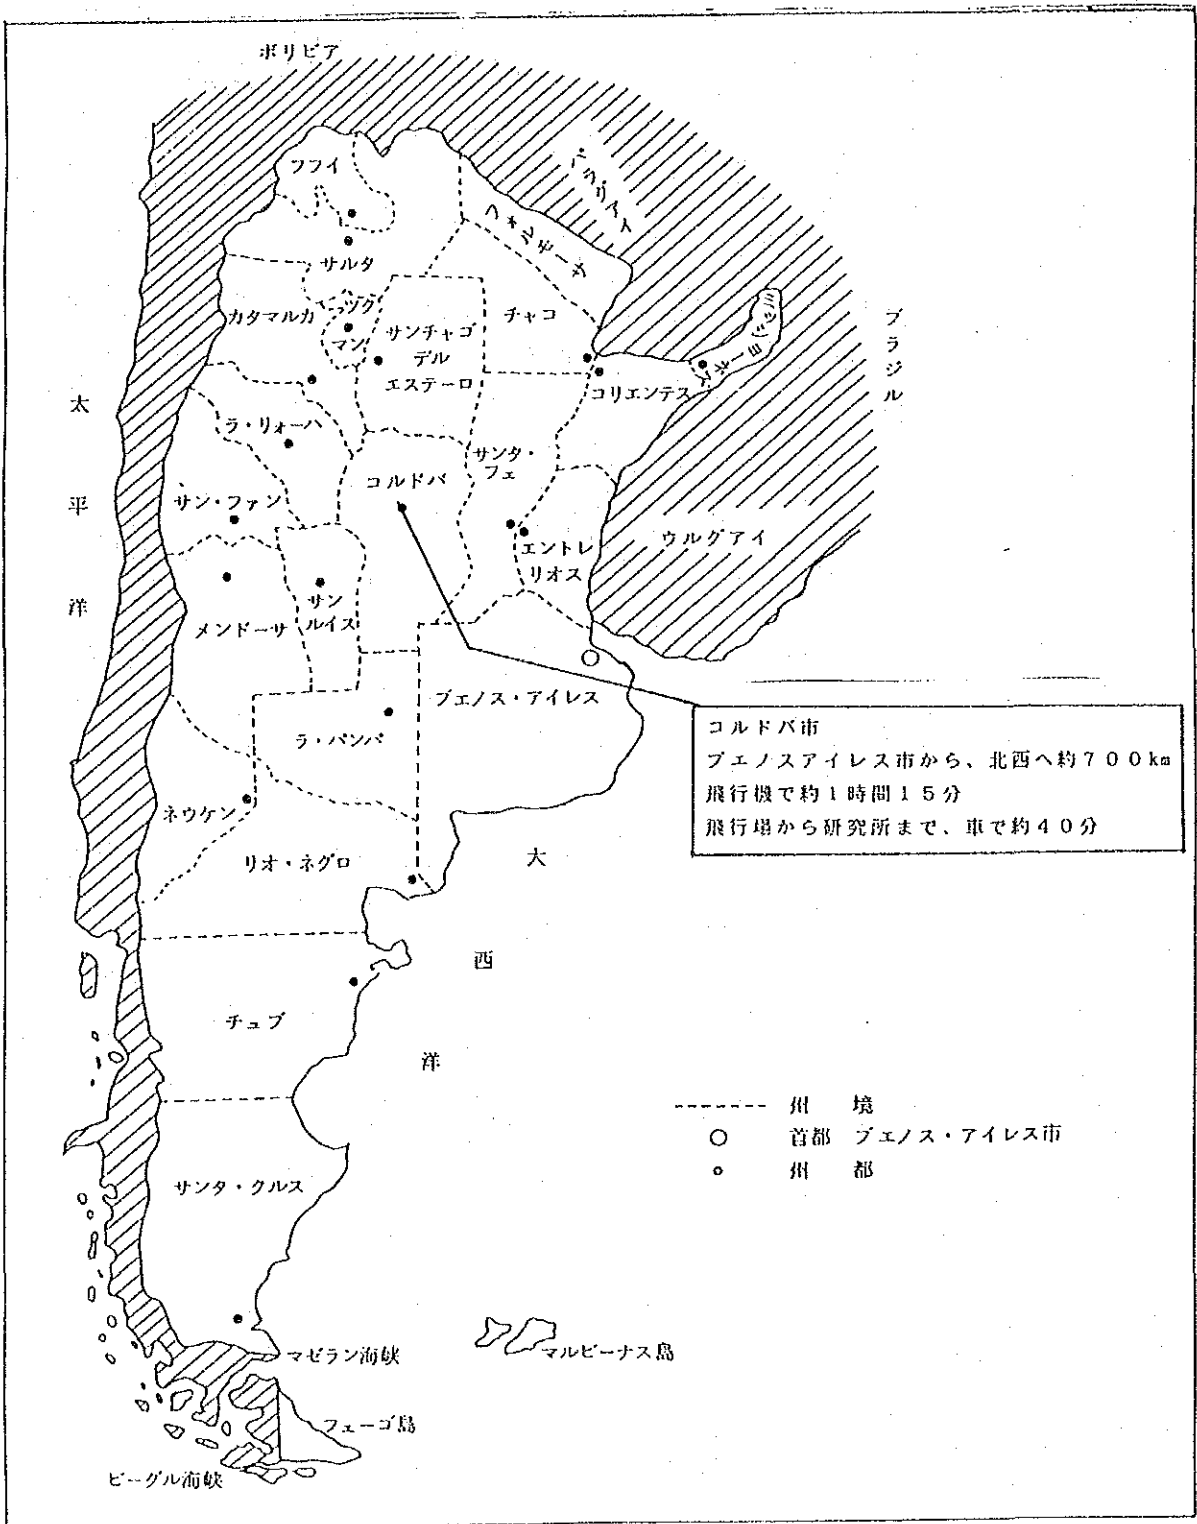 ボリビア
パラグアイ
フフイ
フォルモーサ
サルタ
ミシオーネス
カタマルカ
ツク
マン
サンチャゴ
デル
エステーロ
チャコ
ブラジル
コリエンテス
太平洋
ラ・リォーハ
サンタ・
フェ
コルドバ
サン・ファン
エントレ
リオス
ウルグアイ
サン
ルイス
メンドーサ
ブエノス・アイレス
ラ・パンパ
コルドバ市
ブエノスアイレス市から、北西へ約700km
飛行機で約1時間15分
飛行場から研究所まで、車で約40分
ネウケン
リオ・ネグロ
大西洋
チュブ
州 境
首都 ブエノス・アイレス市
州 都
サンタ・クルス
マゼラン海峡
マルビーナス島
フェーゴ島
ビーグル海峡